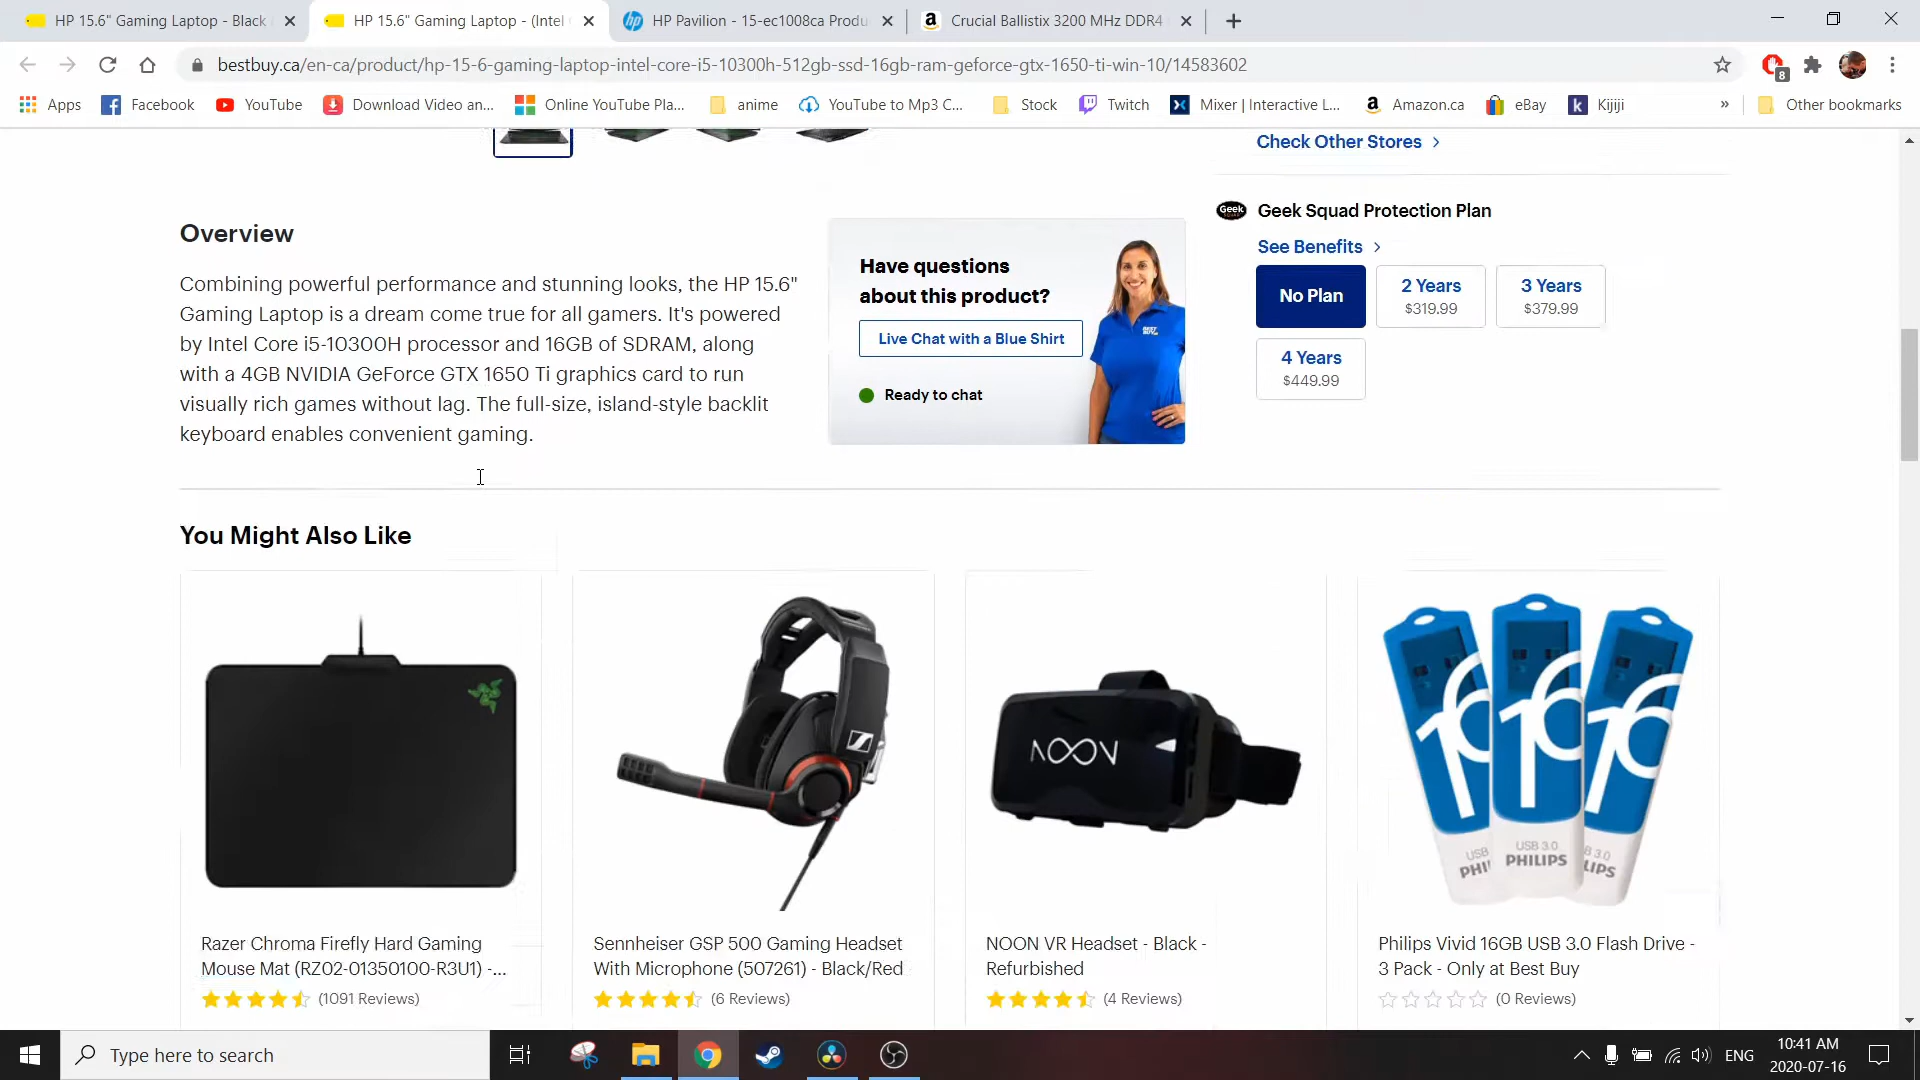 HP 15.6" Gaming Laptop - Black
HP 15.6" Gaming Laptop - (Intel
HP Pavilion - 15-ec1008ca Produ
Crucial Ballistix 3200 MHz DDR4
bestbuy.ca/en-ca/product/hp-15-6-gaming-laptop-intel-core-i5-10300h-512gb-ssd-16gb-ram-geforce-gtx-1650-ti-win-10/14583602
8
Apps
Facebook
YouTube
Download Video an...
Online YouTube Pla...
anime
YouTube to Mp3 C...
Stock
Twitch
Mixer | Interactive L...
Amazon.ca
eBay
Kijiji
»
Other bookmarks
Check Other Stores
Geek Squad Protection Plan
See Benefits
No Plan
2 Years
$319.99
3 Years
$379.99
4 Years
$449.99
Overview
Combining powerful performance and stunning looks, the HP 15.6"
Gaming Laptop is a dream come true for all gamers. It's powered
by Intel Core i5-10300H processor and 16GB of SDRAM, along
with a 4GB NVIDIA GeForce GTX 1650 Ti graphics card to run
visually rich games without lag. The full-size, island-style backlit
keyboard enables convenient gaming.
Have questions
about this product?
Live Chat with a Blue Shirt
Ready to chat
BEST BUY
You Might Also Like
NOON
16 16 16
USB 3.0
PHILIPS
Razer Chroma Firefly Hard Gaming
Mouse Mat (RZ02-01350100-R3U1) -...
(1091 Reviews)
Sennheiser GSP 500 Gaming Headset
With Microphone (507261) - Black/Red
(6 Reviews)
NOON VR Headset - Black -
Refurbished
(4 Reviews)
Philips Vivid 16GB USB 3.0 Flash Drive -
3 Pack - Only at Best Buy
(0 Reviews)
Type here to search
ENG
10:41 AM
2020-07-16